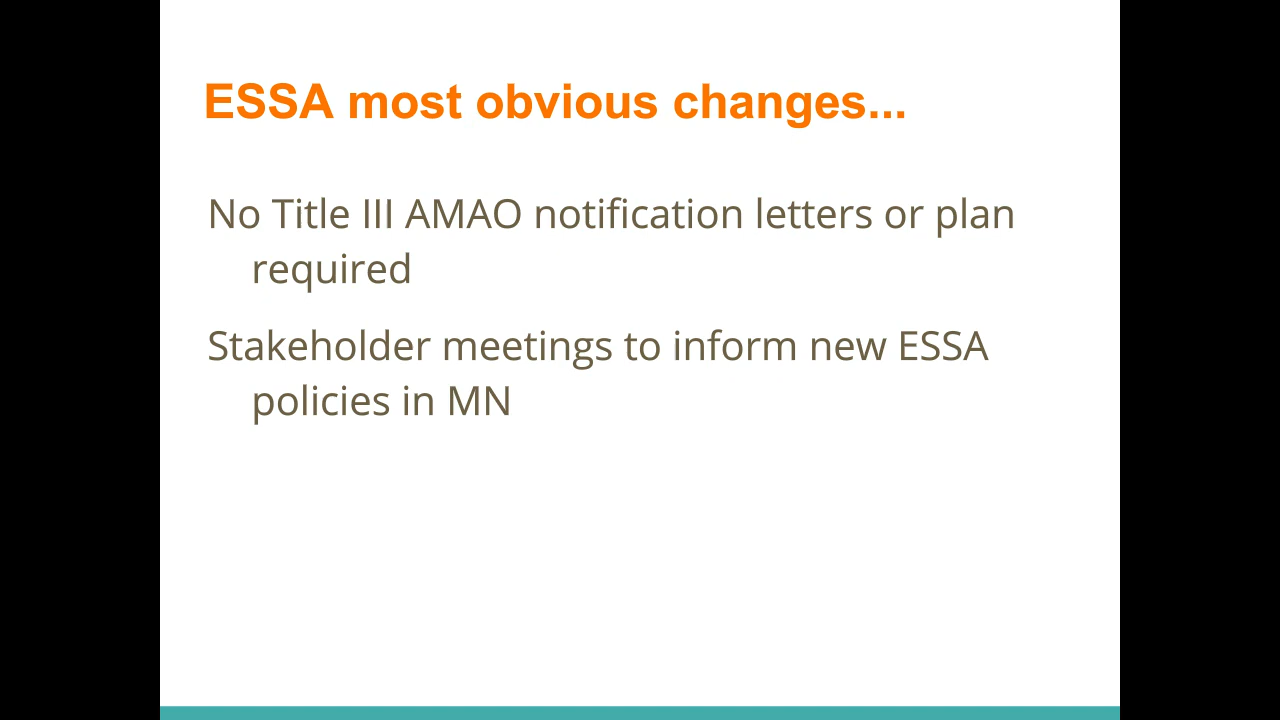 ESSA most obvious changes...
No Title III AMAO notification letters or plan
required
Stakeholder meetings to inform new ESSA
policies in MN